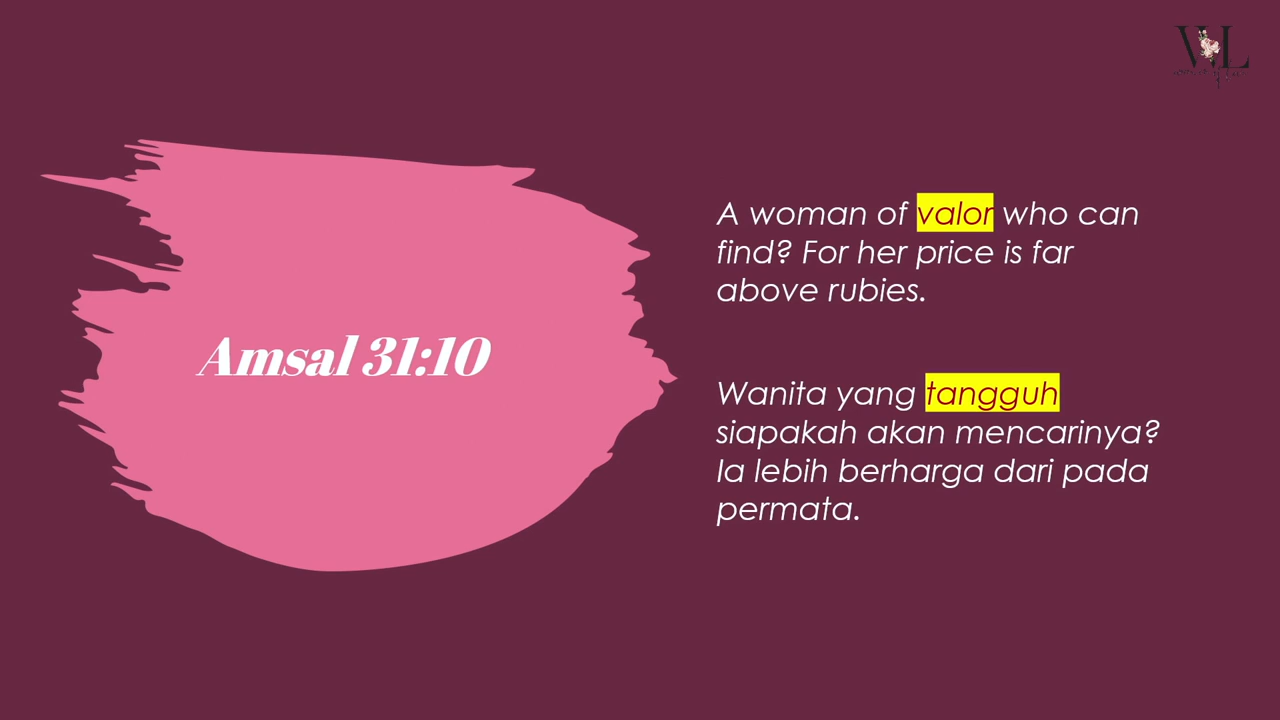 Amsal 31:10
A woman of valor who can
find? For her price is far
above rubies.
Wanita yang tangguh
siapakah akan mencarinya?
Ia lebih berharga dari pada
permata.